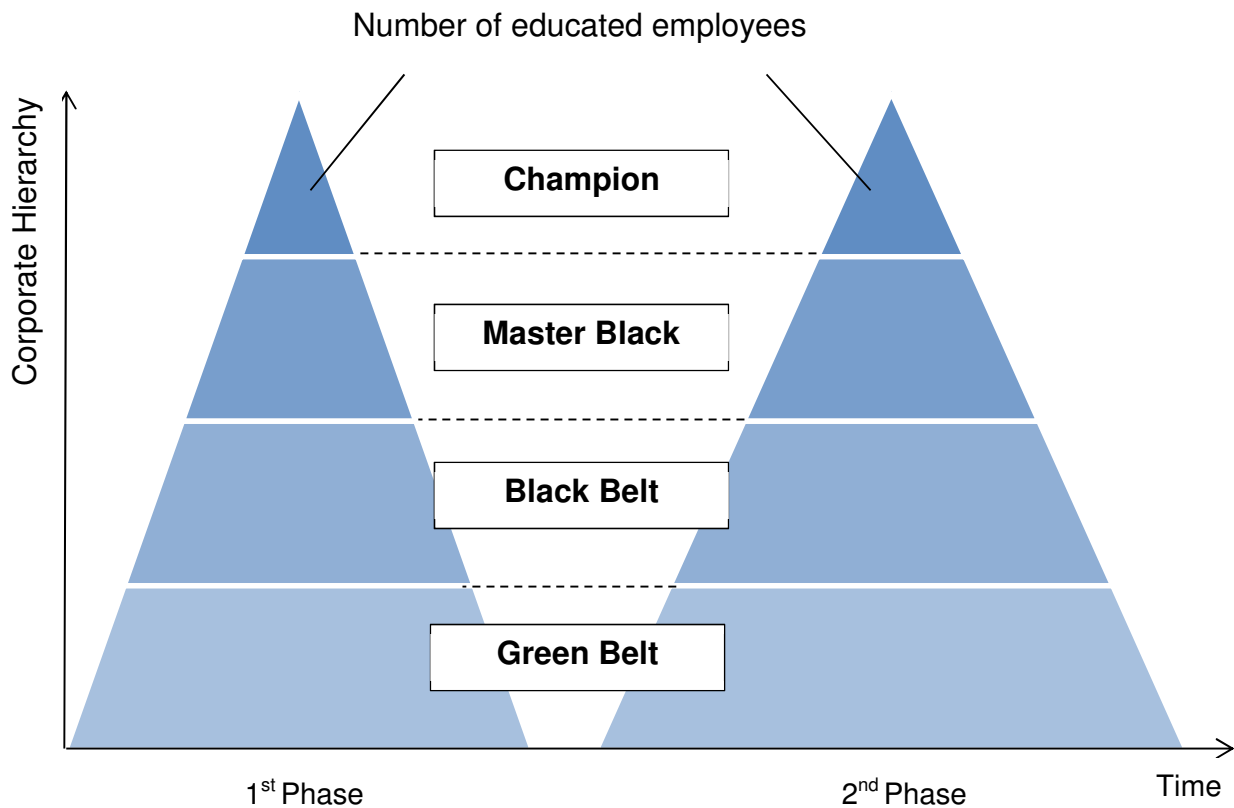 Number of educated employees
Corporate Hierarchy
Champion
Master Black
Black Belt
Green Belt
1st Phase
2nd Phase
Time